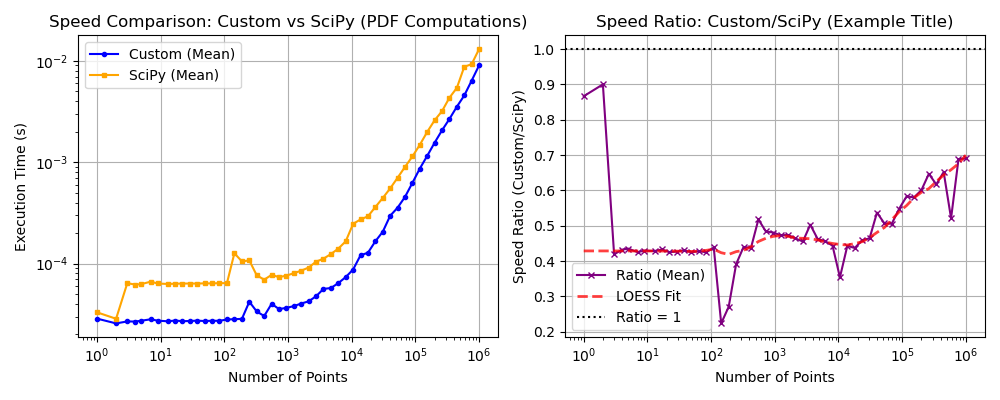 Speed Comparison: Custom vs SciPy (PDF Computations)
Custom (Mean)
SciPy (Mean)
Execution Time (s)
10⁻²
10⁻³
10⁻⁴
10⁰ 10¹ 10² 10³ 10⁴ 10⁵ 10⁶
Number of Points
Speed Ratio: Custom/SciPy (Example Title)
Speed Ratio (Custom/SciPy)
1.0
0.9
0.8
0.7
0.6
0.5
0.4
0.3
0.2
Ratio (Mean)
LOESS Fit
Ratio = 1
10⁰ 10¹ 10² 10³ 10⁴ 10⁵ 10⁶
Number of Points